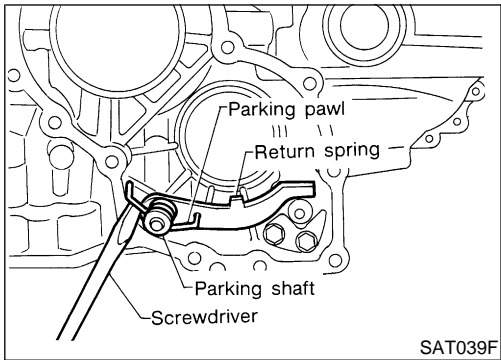 Parking pawl
Return spring
Parking shaft
Screwdriver
SAT039F